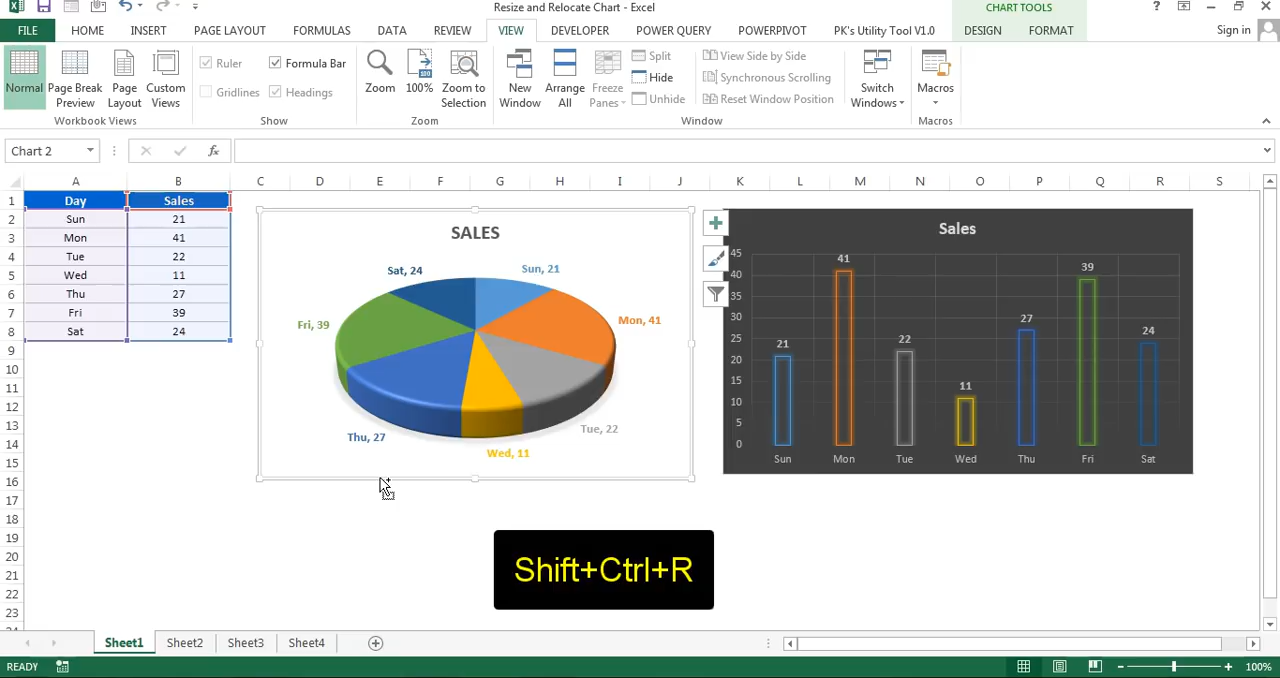 Resize and Relocate Chart - Excel
CHART TOOLS
?
FILE HOME INSERT PAGE LAYOUT FORMULAS DATA REVIEW VIEW DEVELOPER POWER QUERY POWERPIVOT PK's Utility Tool V1.0 DESIGN FORMAT Sign in
Normal
Page Break Preview
Page Layout
Custom Views
Workbook Views
Ruler
Formula Bar
Gridlines
Headings
Show
Zoom
100%
Zoom to Selection
Zoom
New Window
Arrange All
Freeze Panes
Split
Hide
Unhide
View Side by Side
Synchronous Scrolling
Reset Window Position
Window
Switch Windows
Macros
Macros
Chart 2
fx
A B C D E F G H I J K L M N O P Q R S
1 Day Sales
2 Sun 21
3 Mon 41
4 Tue 22
5 Wed 11
6 Thu 27
7 Fri 39
8 Sat 24
9
10
11
12
13
14
15
16
17
18
19
20
21
22
23
SALES
Sat, 24
Sun, 21
Fri, 39
Mon, 41
Thu, 27
Tue, 22
Wed, 11
Sales
45
40
35
30
25
20
15
10
5
0
21
41
22
11
27
39
24
Sun Mon Tue Wed Thu Fri Sat
Shift+Ctrl+R
Sheet1 Sheet2 Sheet3 Sheet4
READY
100%